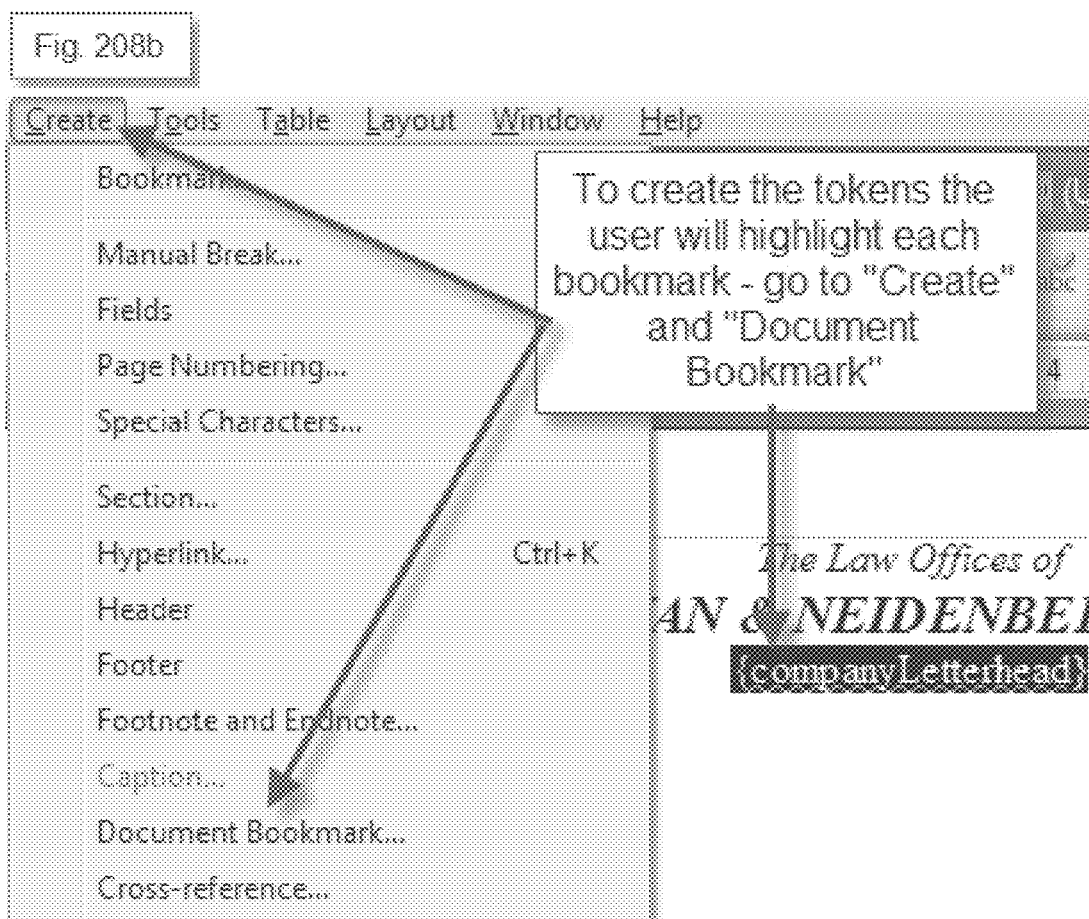 Fig. 208b
Create Tools Table Layout Window Help
To create the tokens the
user will highlight each
bookmark - go to "Create"
and "Document
Bookmark"
Manual Break...
Fields
Page Numbering...
Special Characters...
Section...
Hyperlink... Ctrl+K
Header
Footer
Footnote and Endnote...
Caption...
Document Bookmark...
Cross-reference...
4
The Law Offices of
AN & NEIDENBE
{companyLetterhead}